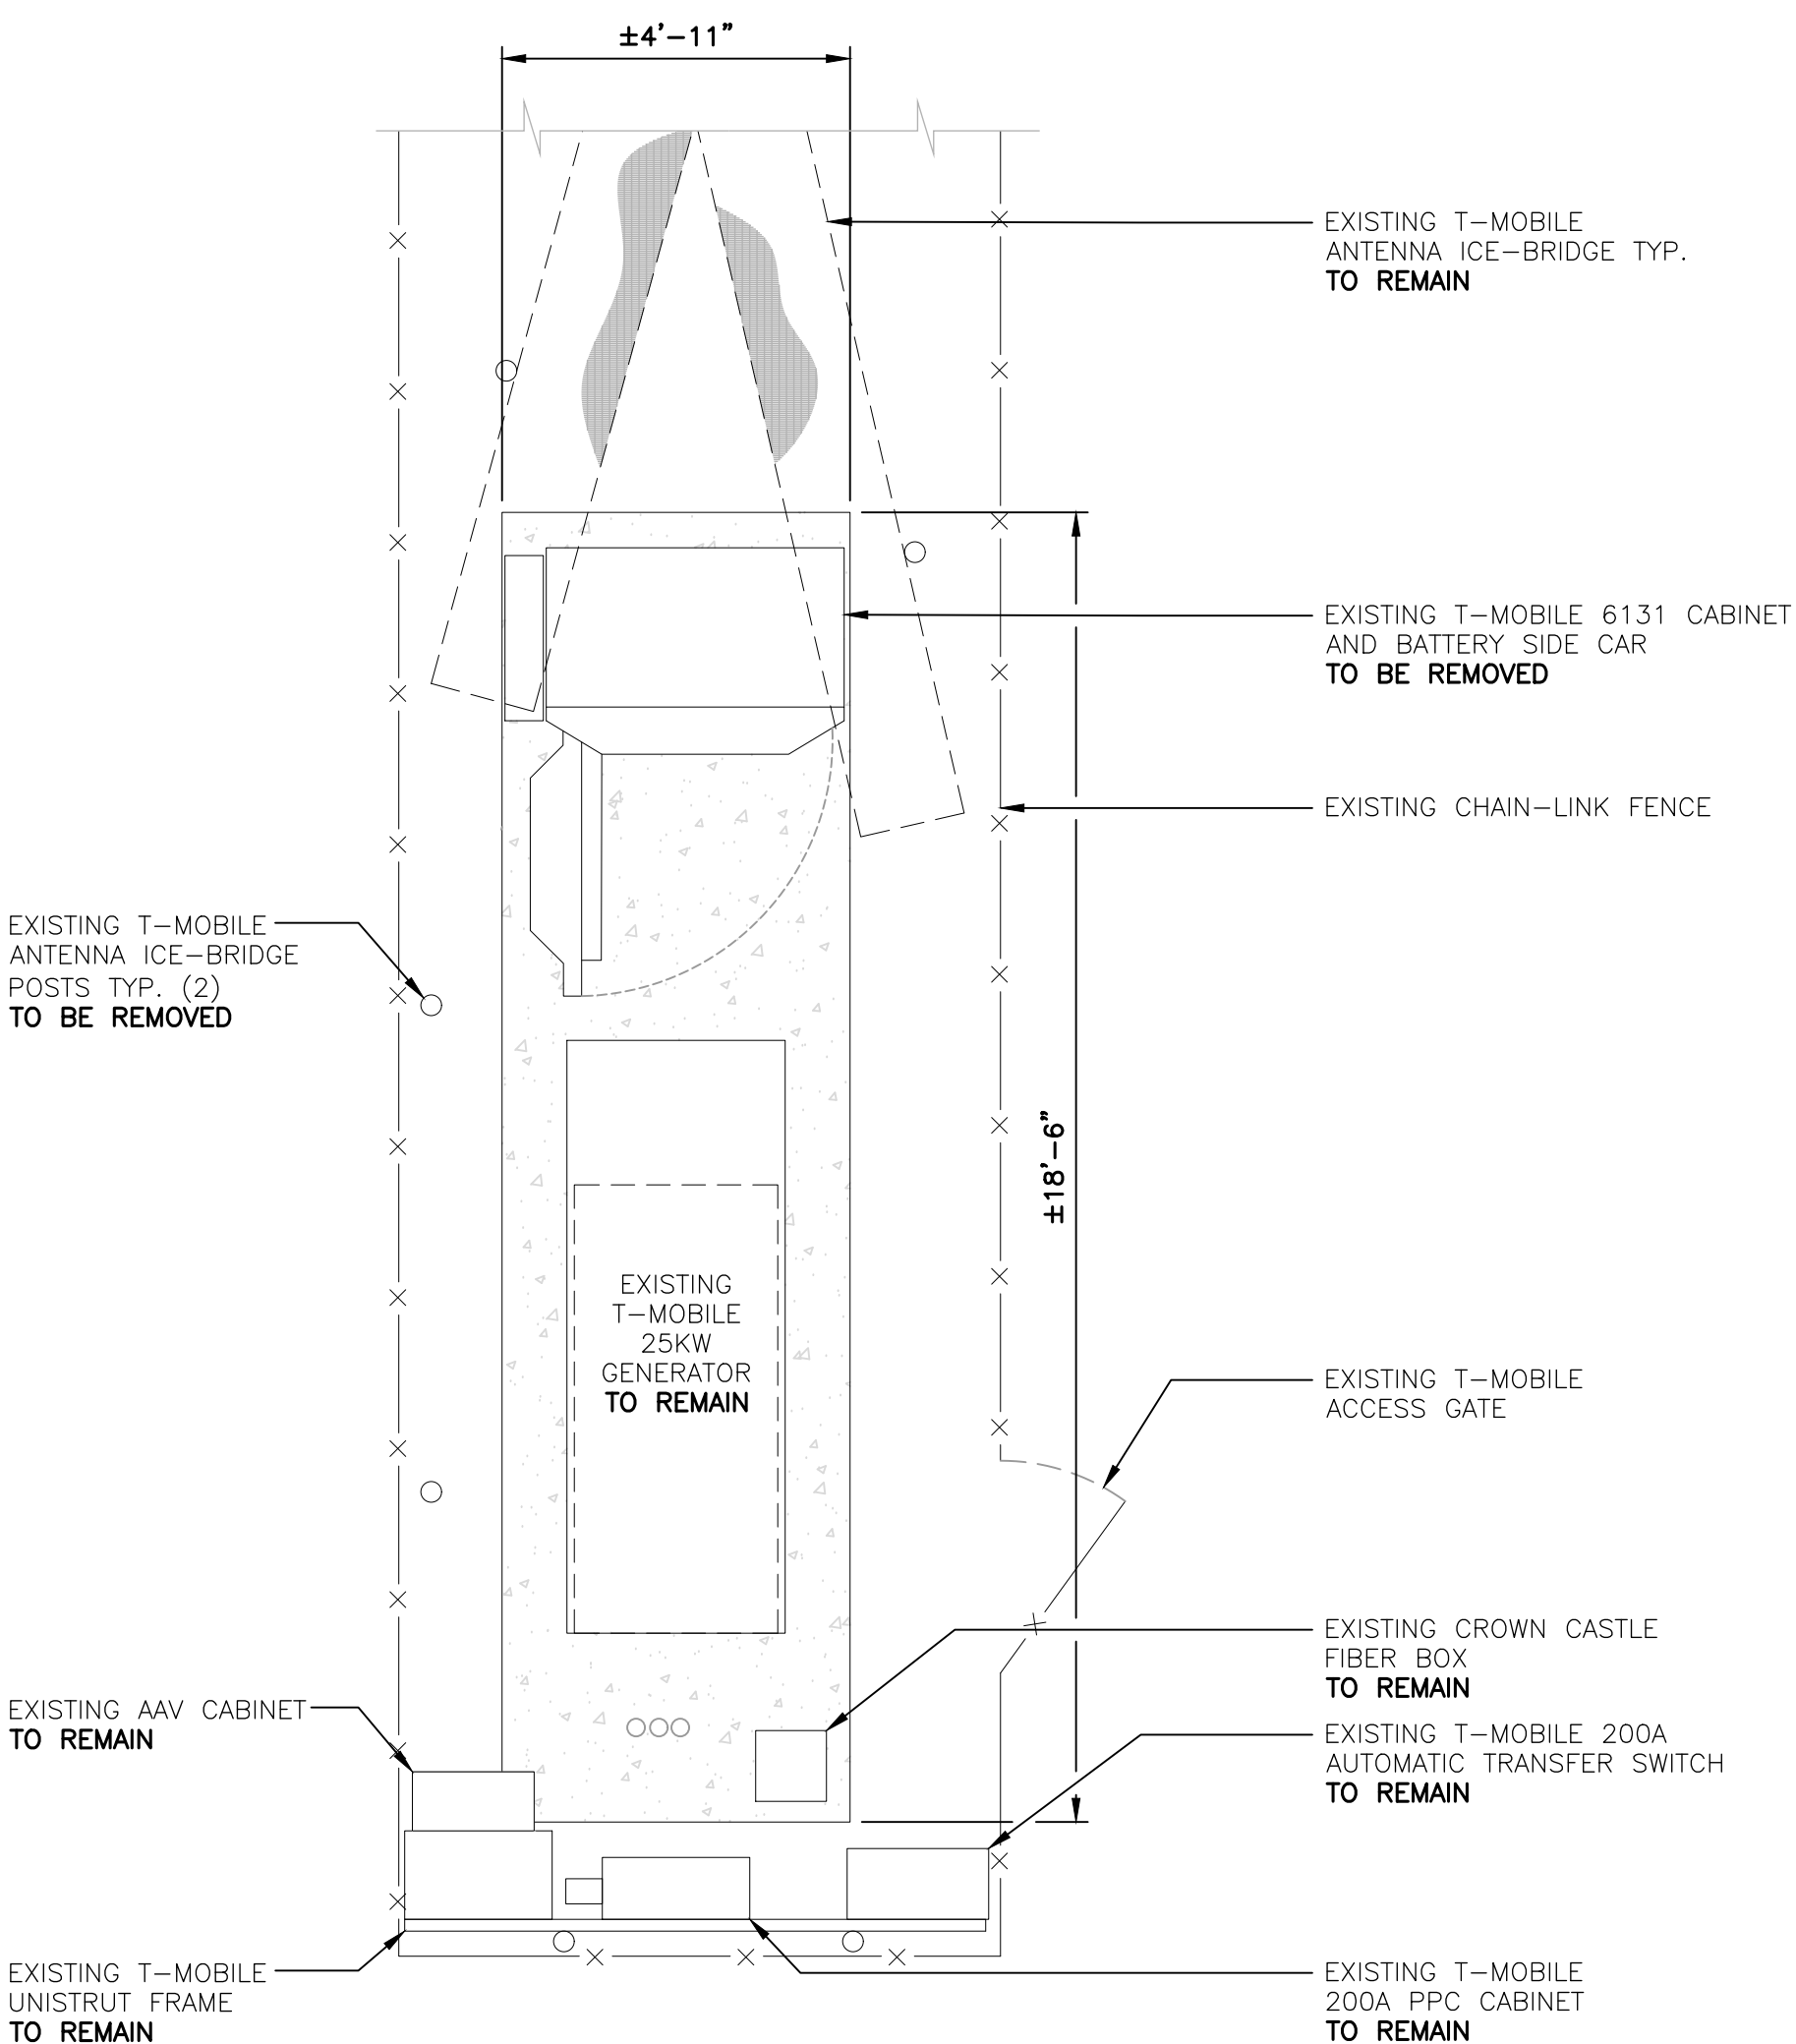 ±4'-11"
EXISTING T-MOBILE
ANTENNA ICE-BRIDGE TYP.
TO REMAIN
EXISTING T-MOBILE 6131 CABINET
AND BATTERY SIDE CAR
TO BE REMOVED
EXISTING CHAIN-LINK FENCE
EXISTING T-MOBILE
ANTENNA ICE-BRIDGE
POSTS TYP. (2)
TO BE REMOVED
±18'-6"
EXISTING
T-MOBILE
25KW
GENERATOR
TO REMAIN
EXISTING T-MOBILE
ACCESS GATE
EXISTING CROWN CASTLE
FIBER BOX
TO REMAIN
EXISTING AAV CABINET
TO REMAIN
EXISTING T-MOBILE 200A
AUTOMATIC TRANSFER SWITCH
TO REMAIN
EXISTING T-MOBILE
UNISTRUT FRAME
TO REMAIN
EXISTING T-MOBILE
200A PPC CABINET
TO REMAIN